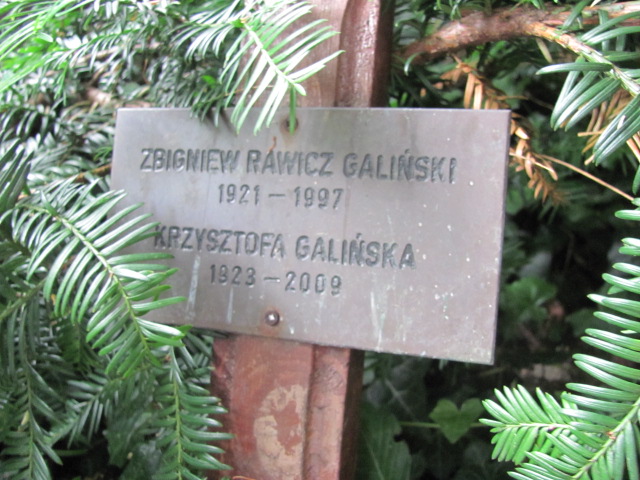 ZBIGNIEW RAWICZ GALIŃSKI
1921 – 1997
KRZYSZTOFA GALIŃSKA
1923 – 2009